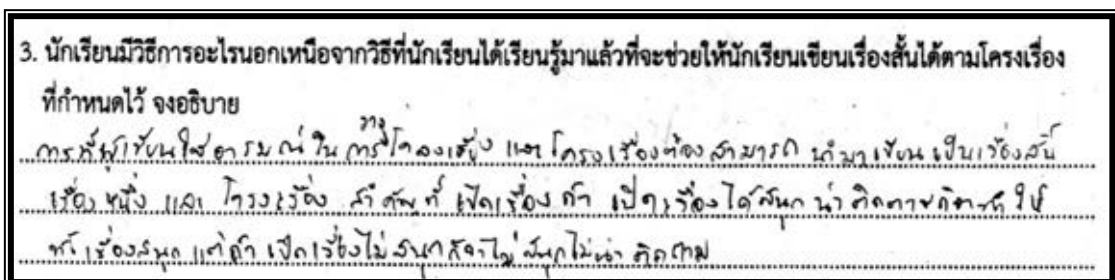 3. นักเรียนมีวิธีการอะไรนอกเหนือจากวิธีที่นักเรียนได้เรียนรู้มาแล้วที่จะช่วยให้นักเรียนเขียนเรื่องสั้นได้ตามโครงเรื่อง
ที่กำหนดไว้ จงอธิบาย
การที่ผู้เขียนใส่อารมณ์ใน การวาง และ โครงเรื่องต้องสามารถ นำมาเขียนเป็นเรื่องสั้น
เรื่องหนึ่ง และ โครงเรื่อง สำคัญที่ เปิดเรื่อง ถ้า เปิดเรื่องได้สนุก น่าติดตามก็จะทำให้
ทั้งเรื่องสนุก แต่ถ้า เปิดเรื่องไม่สนุกก็จะไม่สนุกไม่น่า ติดตาม